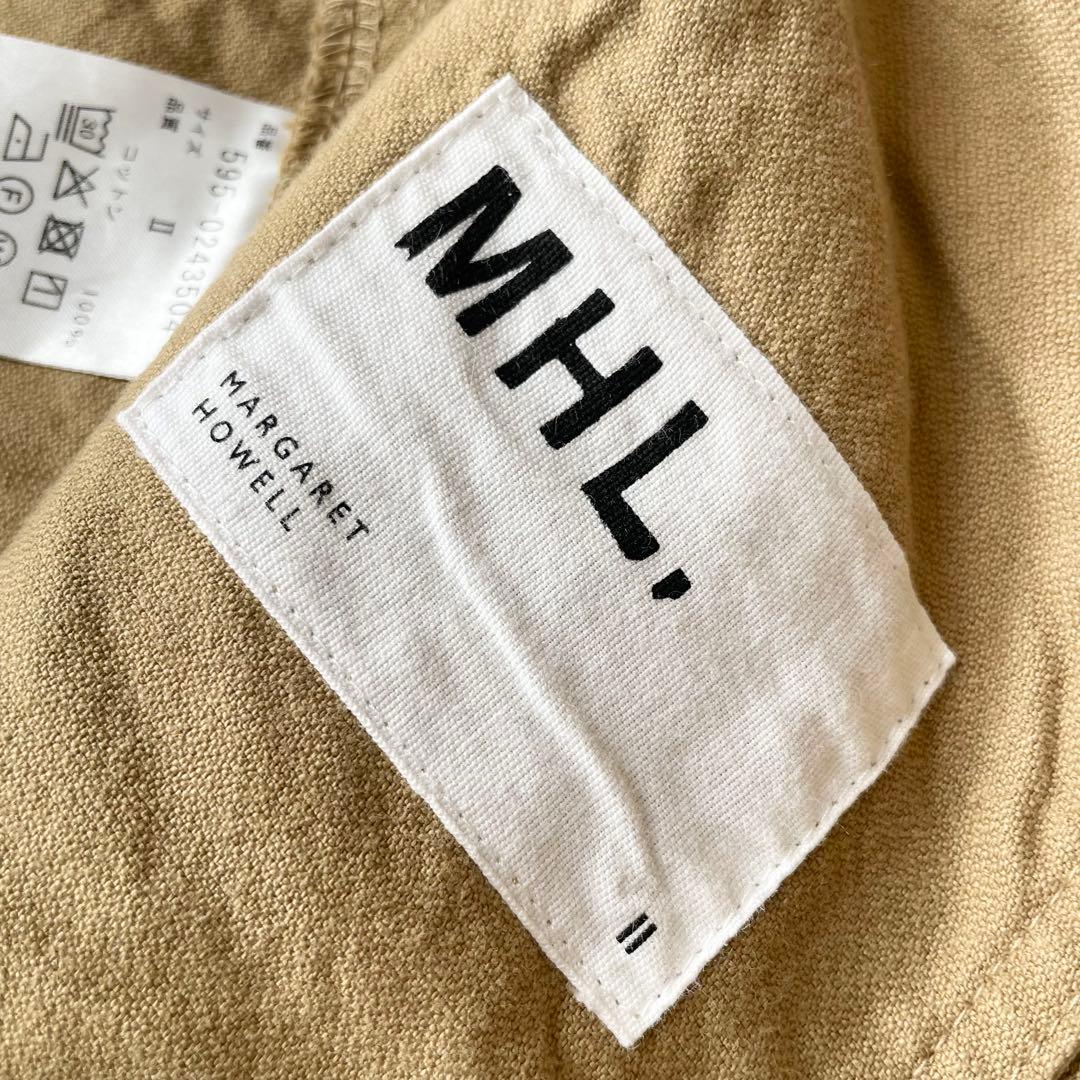 MHL.
MARGARET
HOWELL
II
品番 595-0243504
サイズ II
品質
コットン 100%
30
F
W